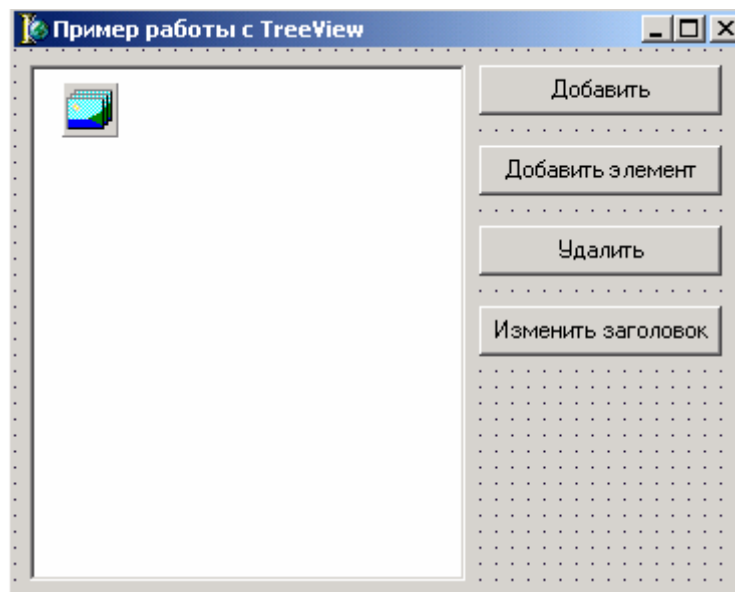 Пример работы с TreeView
Добавить
Добавить элемент
Удалить
Изменить заголовок